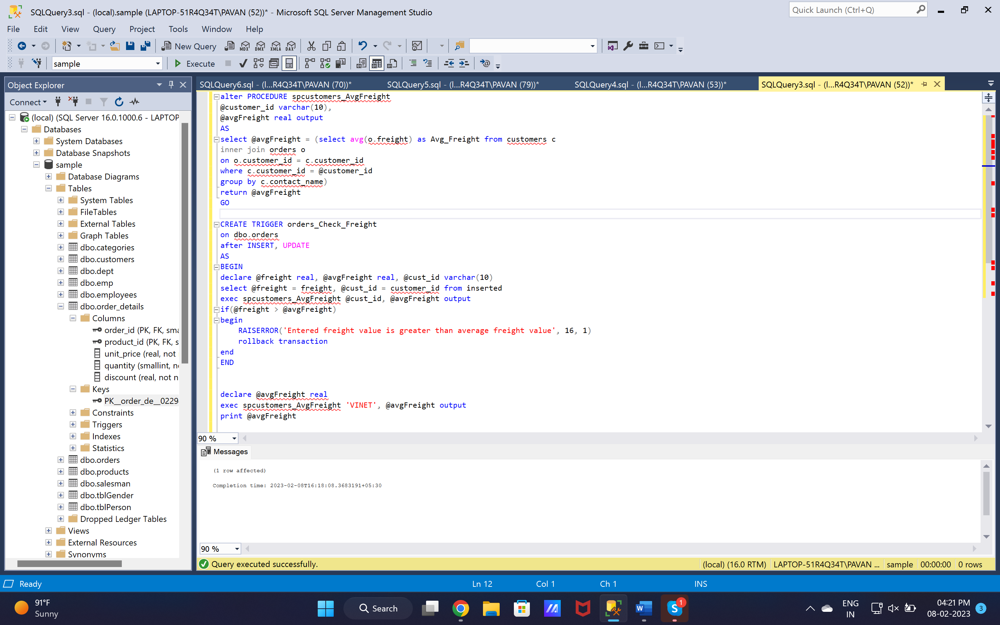 SQLQuery3.sql - (local).sample (LAPTOP-51R4Q34T\PAVAN (52))* - Microsoft SQL Server Management Studio
Quick Launch (Ctrl+Q)
File Edit View Query Project Tools Window Help
New Query MDX DMX XMLA DAX
sample Execute
Object Explorer
Connect
(local) (SQL Server 16.0.1000.6 - LAPTOP
Databases
System Databases
Database Snapshots
sample
Database Diagrams
Tables
System Tables
FileTables
External Tables
Graph Tables
dbo.categories
dbo.customers
dbo.dept
dbo.emp
dbo.employees
dbo.order_details
Columns
order_id (PK, FK, sma
product_id (PK, FK, s
unit_price (real, not
quantity (smallint, n
discount (real, not n
Keys
PK__order_de__0229
Constraints
Triggers
Indexes
Statistics
dbo.orders
dbo.products
dbo.salesman
dbo.tblGender
dbo.tblPerson
Dropped Ledger Tables
Views
External Resources
Synonyms
SQLQuery6.sql - (l...R4Q34T\PAVAN (70))* SQLQuery5.sql - (l...R4Q34T\PAVAN (79))* SQLQuery4.sql - (l...R4Q34T\PAVAN (53))* SQLQuery3.sql - (l...R4Q34T\PAVAN (52))*
alter PROCEDURE spcustomers_AvgFreight
@customer_id varchar(10),
@avgFreight real output
AS
select @avgFreight = (select avg(o.freight) as Avg_Freight from customers c
inner join orders o
on o.customer_id = c.customer_id
where c.customer_id = @customer_id
group by c.contact_name)
return @avgFreight
GO
CREATE TRIGGER orders_Check_Freight
on dbo.orders
after INSERT, UPDATE
AS
BEGIN
declare @freight real, @avgFreight real, @cust_id varchar(10)
select @freight = freight, @cust_id = customer_id from inserted
exec spcustomers_AvgFreight @cust_id, @avgFreight output
if(@freight > @avgFreight)
begin
RAISERROR('Entered freight value is greater than average freight value', 16, 1)
rollback transaction
end
END
declare @avgFreight real
exec spcustomers_AvgFreight 'VINET', @avgFreight output
print @avgFreight
90 %
Messages
(1 row affected)
Completion time: 2023-02-08T16:18:08.3683191+05:30
90 %
Query executed successfully. (local) (16.0 RTM) LAPTOP-51R4Q34T\PAVAN ... sample 00:00:00 0 rows
Ready Ln 12 Col 1 Ch 1 INS
91°F
Sunny
Search
W
S 1
ENG
IN
04:21 PM
08-02-2023
3